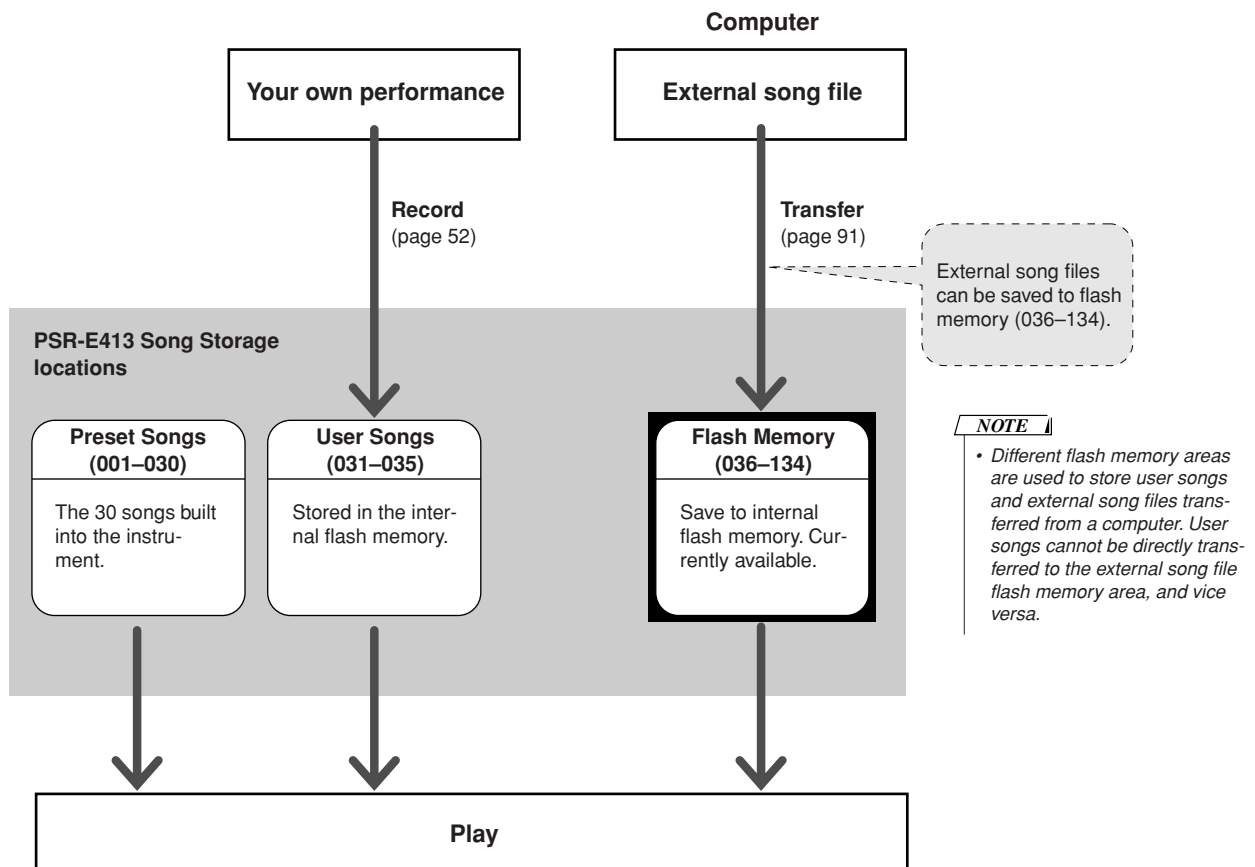 Computer
Your own performance
External song file
Record
(page 52)
Transfer
(page 91)
External song files
can be saved to flash
memory (036–134).
PSR-E413 Song Storage
locations
Preset Songs
(001–030)
The 30 songs built
into the instru-
ment.
User Songs
(031–035)
Stored in the inter-
nal flash memory.
Flash Memory
(036–134)
Save to internal
flash memory. Cur-
rently available.
NOTE
• Different flash memory areas
are used to store user songs
and external song files trans-
ferred from a computer. User
songs cannot be directly trans-
ferred to the external song file
flash memory area, and vice
versa.
Play